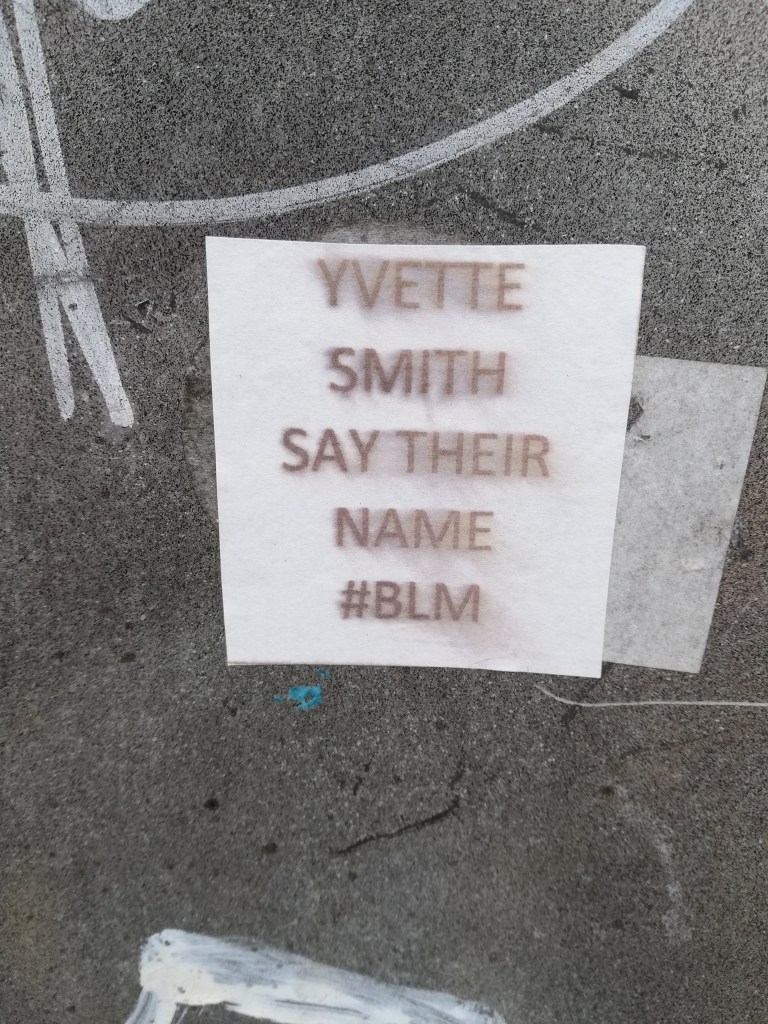 YVETTE
SMITH
SAY THEIR
NAME
#BLM